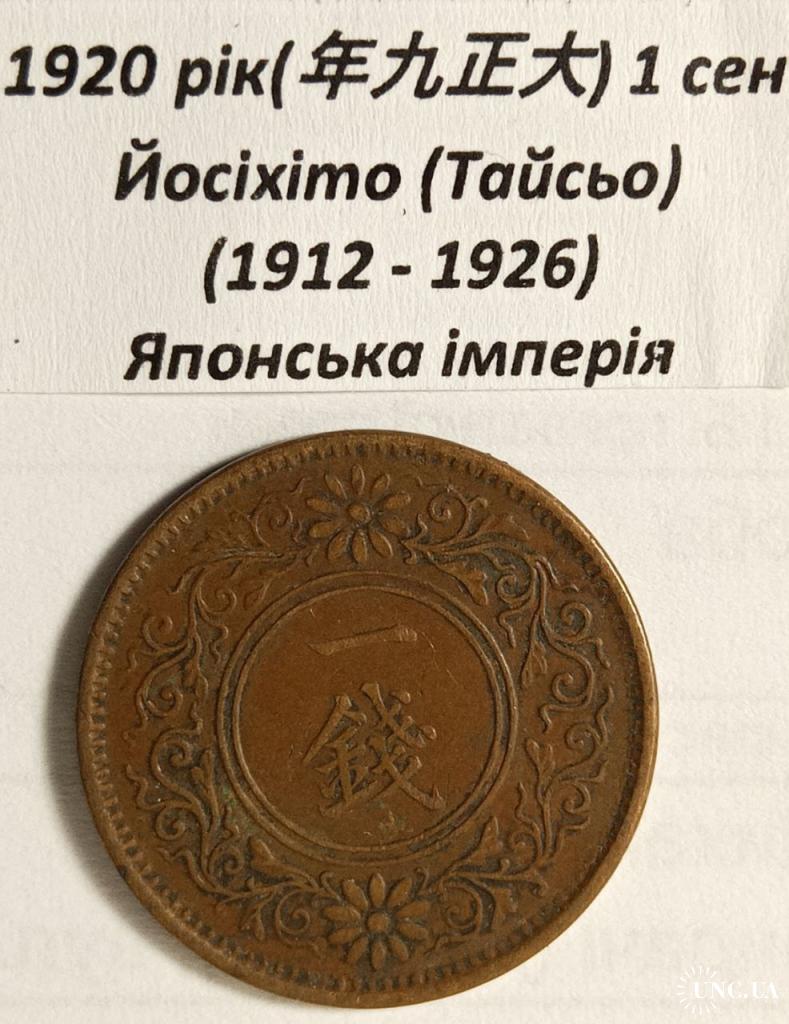 1920 рік(年九正大) 1 сен
Йосіхіто (Тайсьо)
(1912 - 1926)
Японська імперія
一
錢
UNC.UA